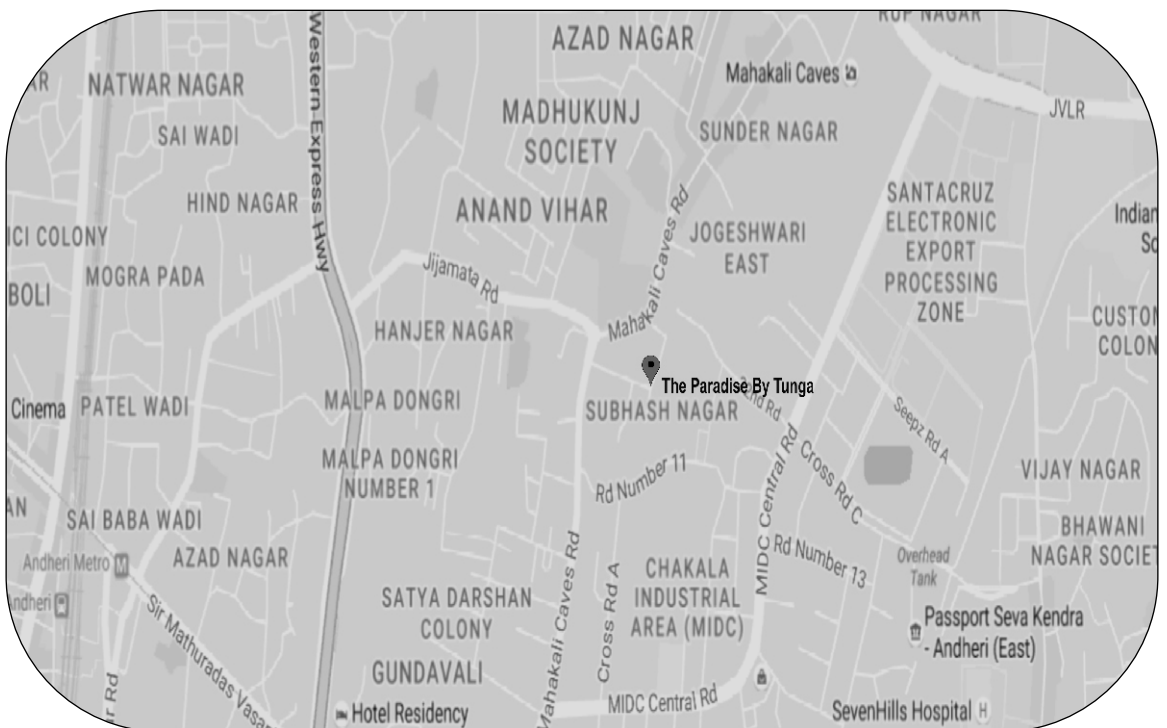 RUP NAGAR
AZAD NAGAR
Mahakali Caves
AR
NATWAR NAGAR
JVLR
MADHUKUNJ
SOCIETY
SAI WADI
SUNDER NAGAR
Western Express Hwy
HIND NAGAR
ANAND VIHAR
SANTACRUZ
ELECTRONIC
EXPORT
PROCESSING
ZONE
Indian
So
ICI COLONY
JOGESHWARI
EAST
Mahakali Caves Rd
MOGRA PADA
Jijamata Rd
BOLI
HANJER NAGAR
CUSTOM
COLON
The Paradise By Tunga
Cinema
PATEL WADI
MALPA DONGRI
SUBHASH NAGAR
nd Rd
Seepz Rd A
MALPA DONGRI
NUMBER 1
Rd Number 11
Cross Rd C
VIJAY NAGAR
AN
SAI BABA WADI
MIDC Central Rd
BHAWANI
NAGAR SOCIET
Andheri Metro
M
AZAD NAGAR
Rd Number 13
Overhead
Tank
ndheri
SATYA DARSHAN
COLONY
Mahakali Caves Rd
Cross Rd A
CHAKALA
INDUSTRIAL
AREA (MIDC)
Passport Seva Kendra
- Andheri (East)
Sir Mathuradas Vasan
GUNDAVALI
r Rd
Hotel Residency
MIDC Central Rd
SevenHills Hospital
H